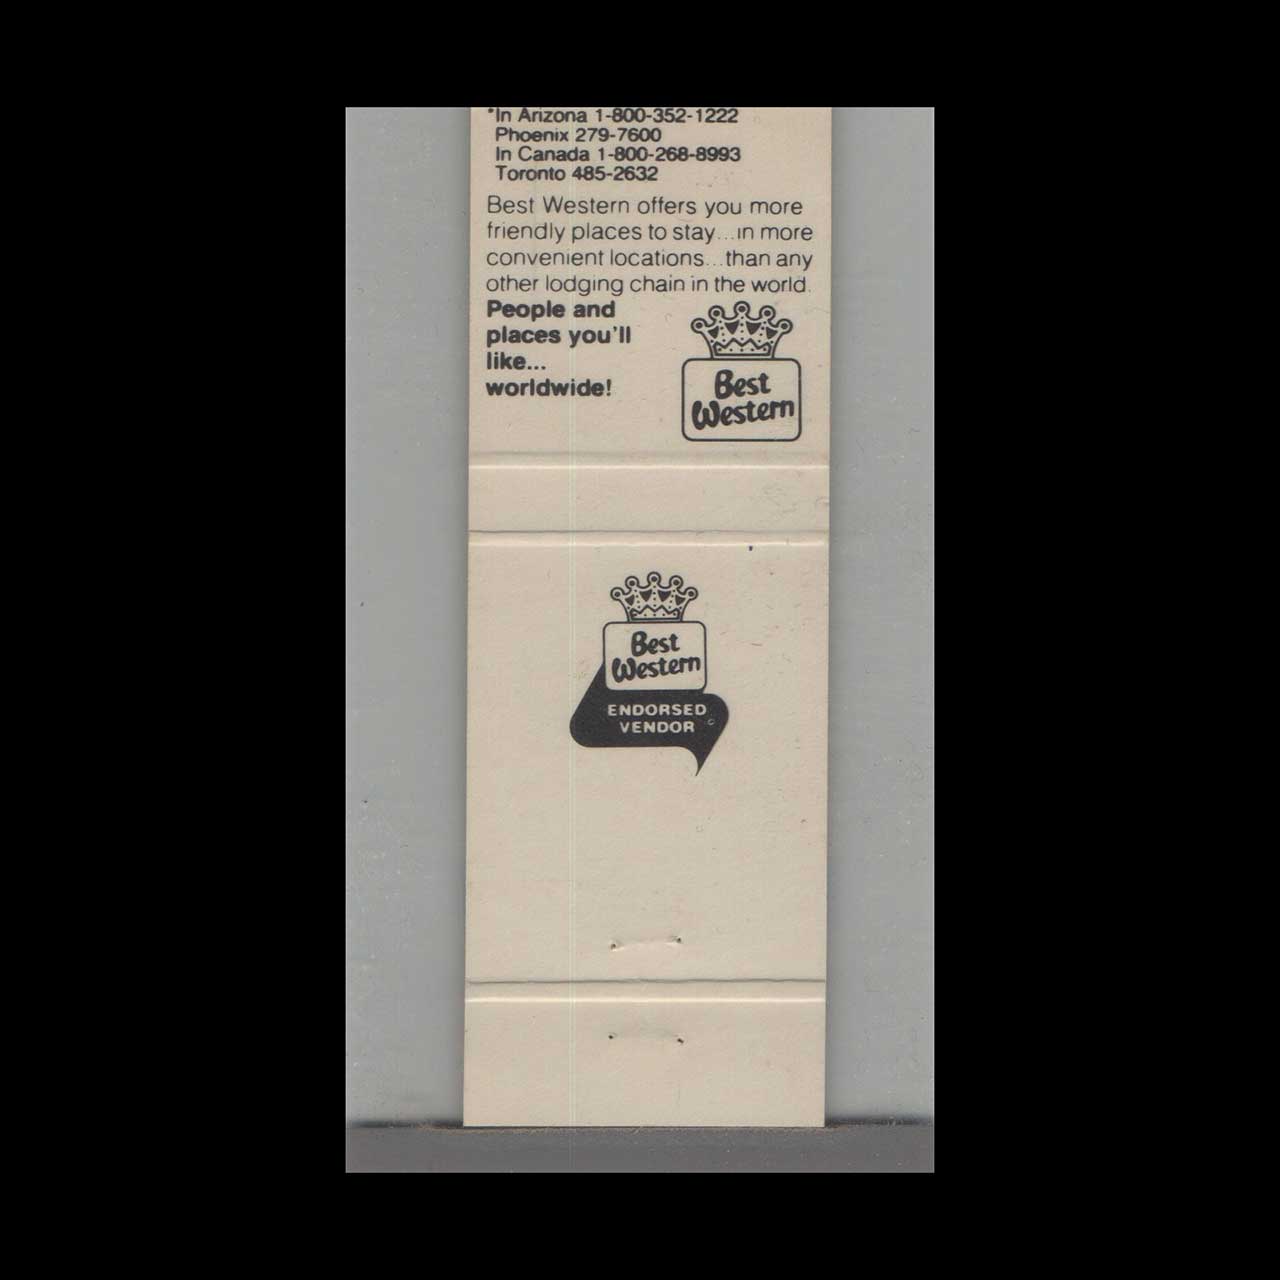 *In Arizona 1-800-352-1222
Phoenix 279-7600
In Canada 1-800-268-8993
Toronto 485-2632
Best Western offers you more
friendly places to stay...in more
convenient locations...than any
other lodging chain in the world.
People and
places you'll
like...
worldwide!
Best
Western
Best
Western
ENDORSED
VENDOR